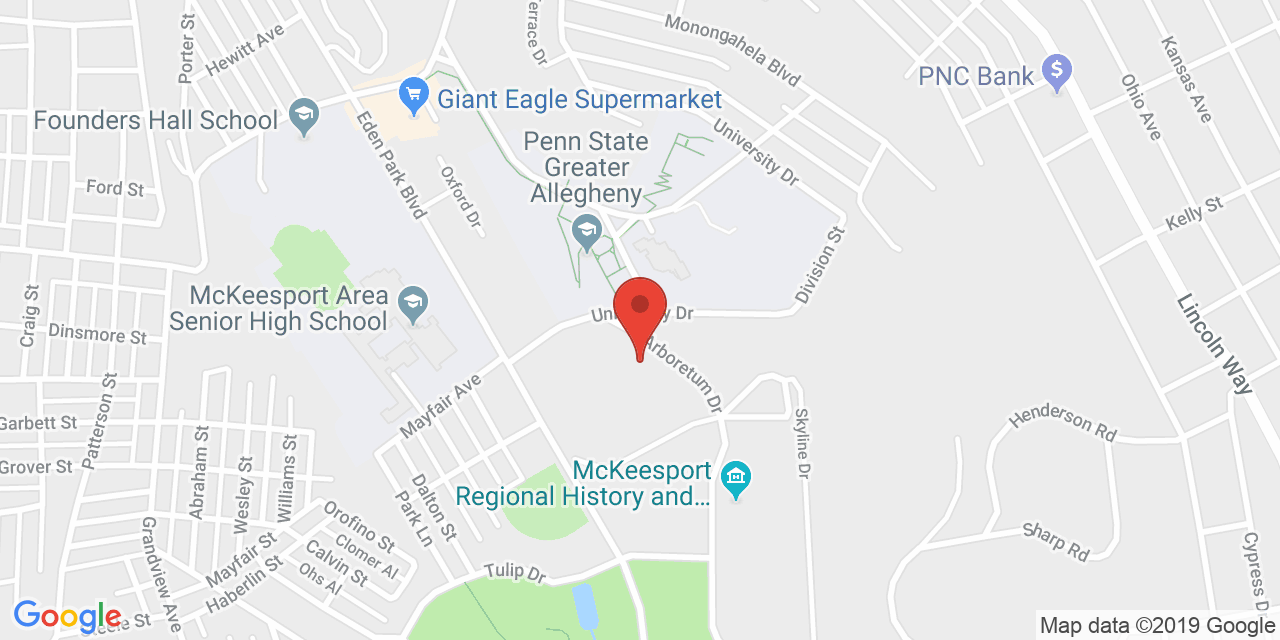 Porter St
Hewitt Ave
Terrace Dr
Monongahela Blvd
PNC Bank
$
Ohio Ave
Kansas Ave
Giant Eagle Supermarket
Founders Hall School
Eden Park Blvd
Penn State
Greater
Allegheny
University Dr
Ford St
Oxford Dr
Kelly St
Division St
McKeesport Area
Senior High School
Craig St
Dinsmore St
University Dr
Lincoln Way
Arboretum Dr
Mayfair Ave
Patterson St
Garbett St
Skyline Dr
Henderson Rd
Grover St
Abraham St
Wesley St
Williams St
McKeesport
Regional History and...
Dalton St
Park Ln
Orofino St
Clomer Al
Calvin St
Ohs Al
Grandview Ave
Mayfair St
Haberlin St
Sharp Rd
Cypress Dr
Tulip Dr
Steele St
Google
Map data ©2019 Google